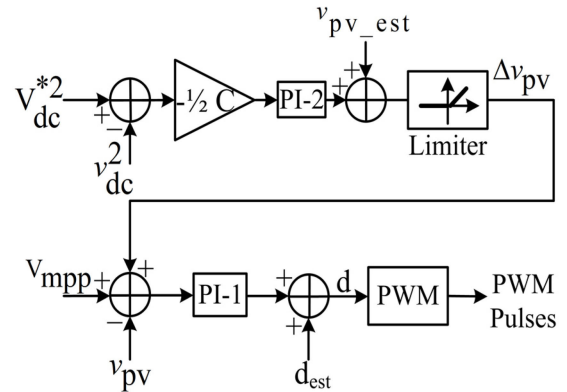 v_pv_est
V*2_dc
-½ C
PI-2
Δv_pv
Limiter
v2_dc
V_mpp
PI-1
d
PWM
PWM
Pulses
v_pv
d_est